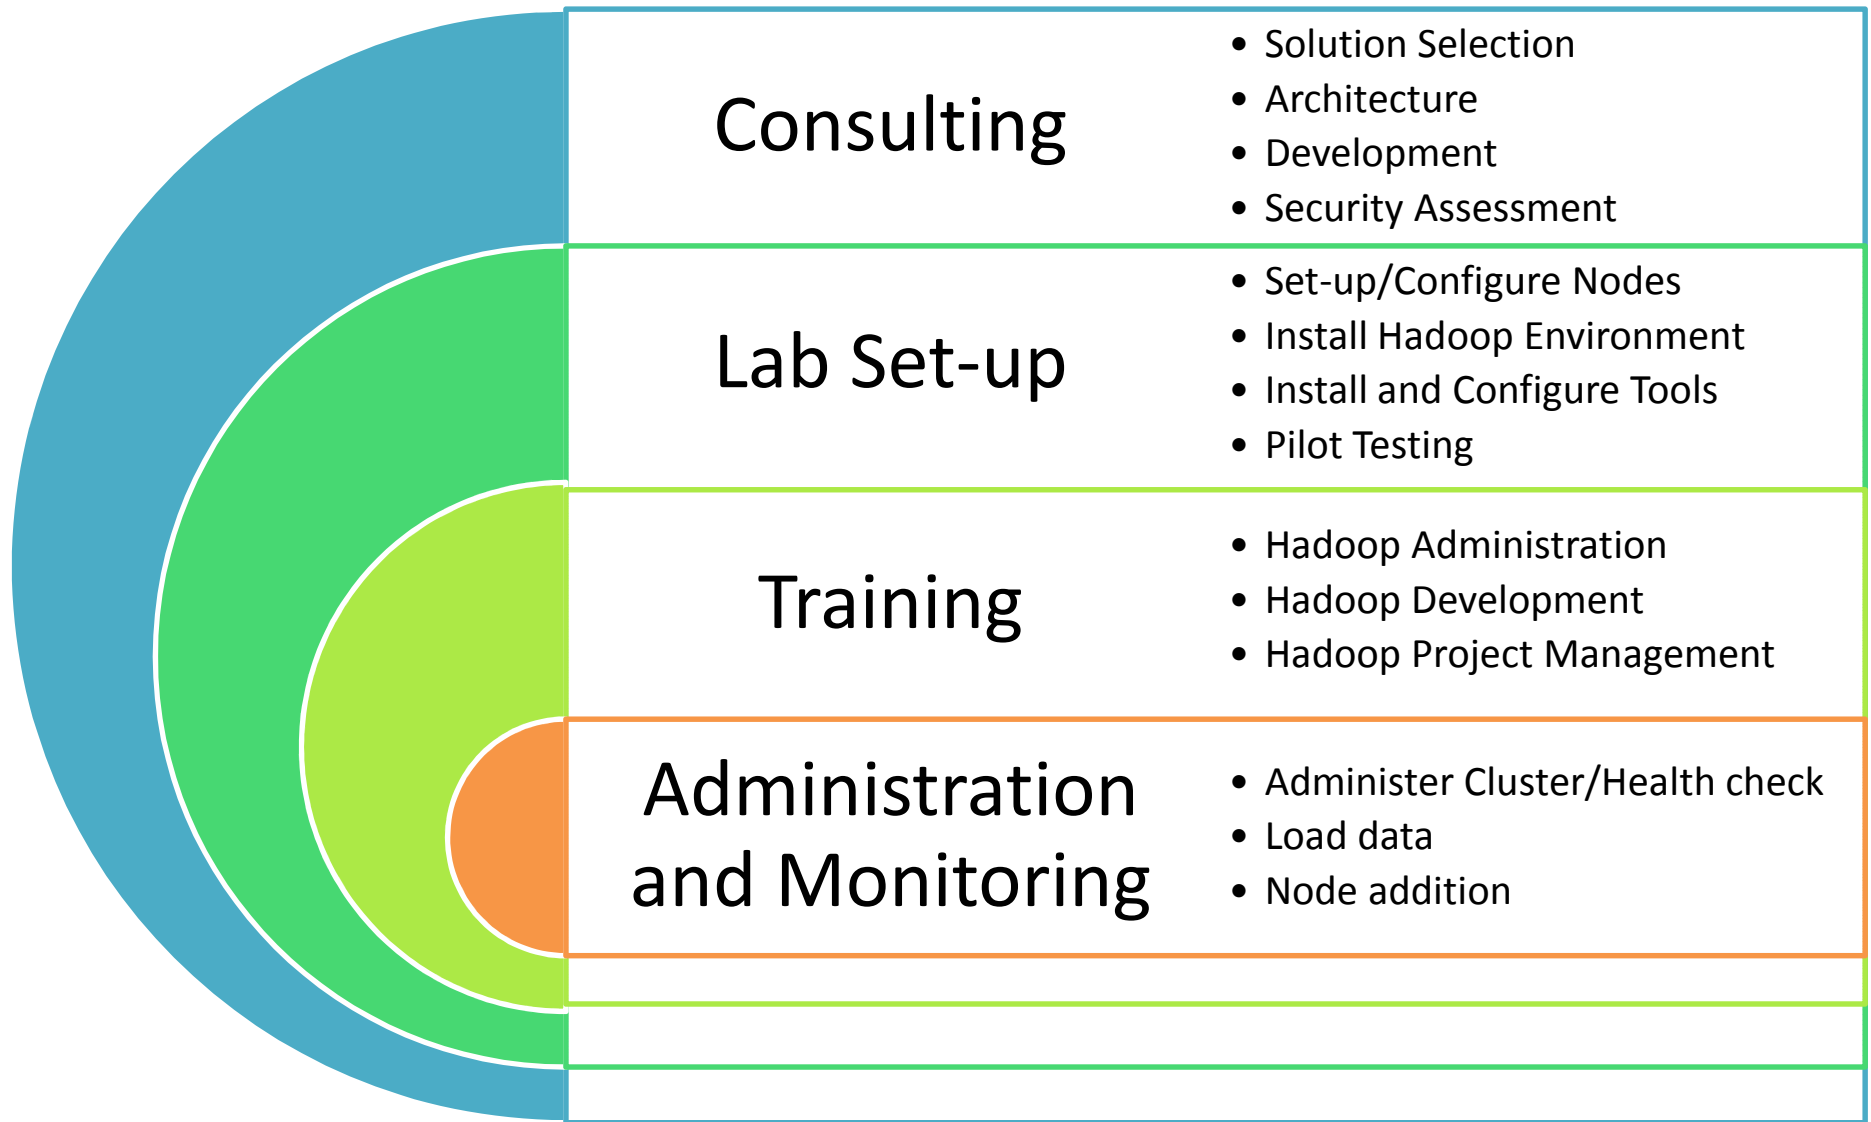 Consulting
• Solution Selection
• Architecture
• Development
• Security Assessment
Lab Set-up
• Set-up/Configure Nodes
• Install Hadoop Environment
• Install and Configure Tools
• Pilot Testing
Training
• Hadoop Administration
• Hadoop Development
• Hadoop Project Management
Administration
and Monitoring
• Administer Cluster/Health check
• Load data
• Node addition